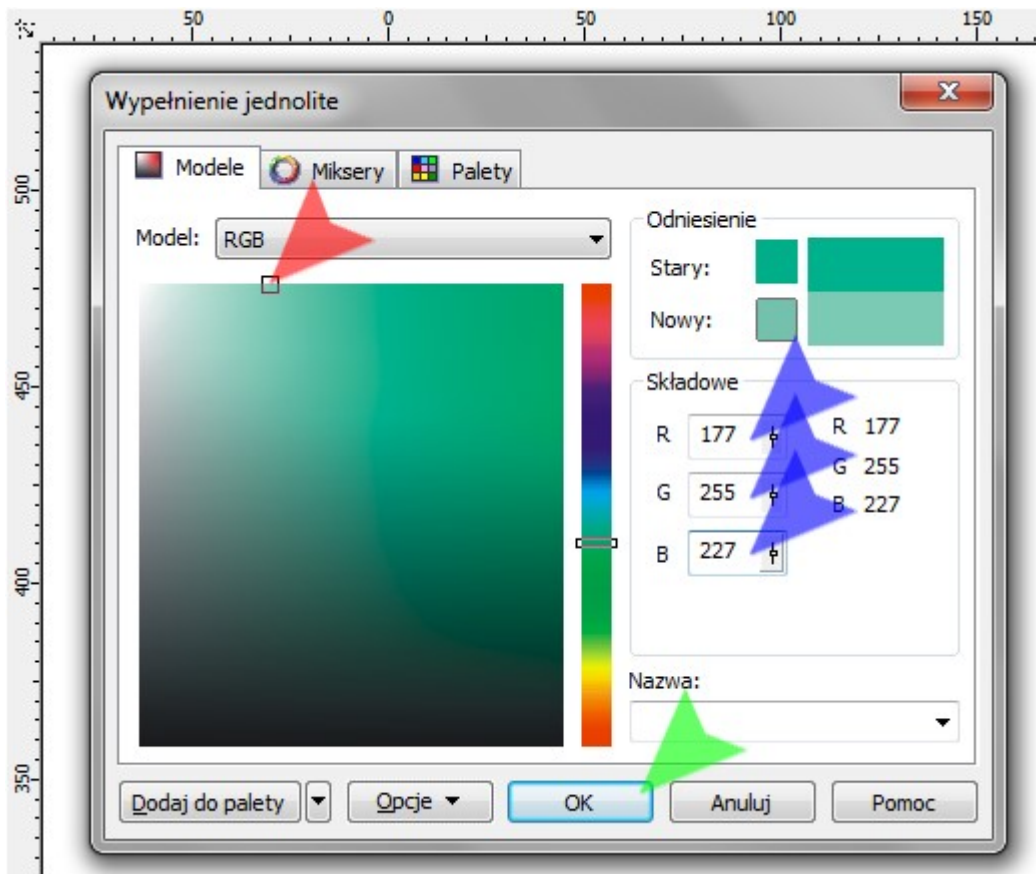 50 0 50 100 150
Wypełnienie jednolite
Modele Miksery Palety
Model: RGB
Odniesienie
Stary:
Nowy:
Składowe
R 177 R 177
G 255 G 255
B 227 B 227
Nazwa:
Dodaj do palety Opcje OK Anuluj Pomoc
500
450
400
350